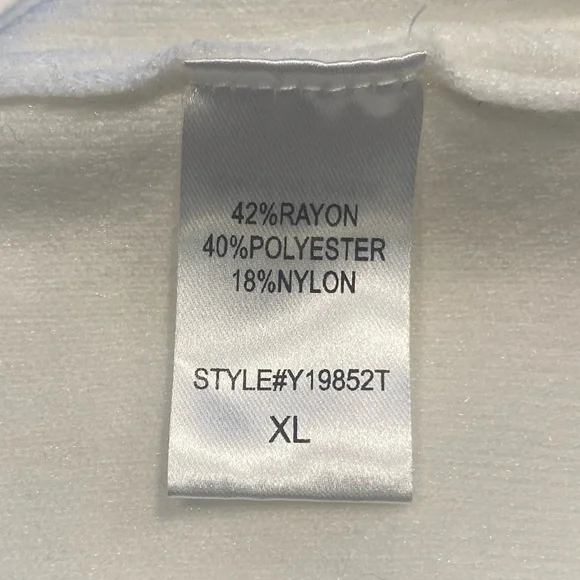 42%RAYON
40%POLYESTER
18%NYLON
STYLE#Y19852T
XL